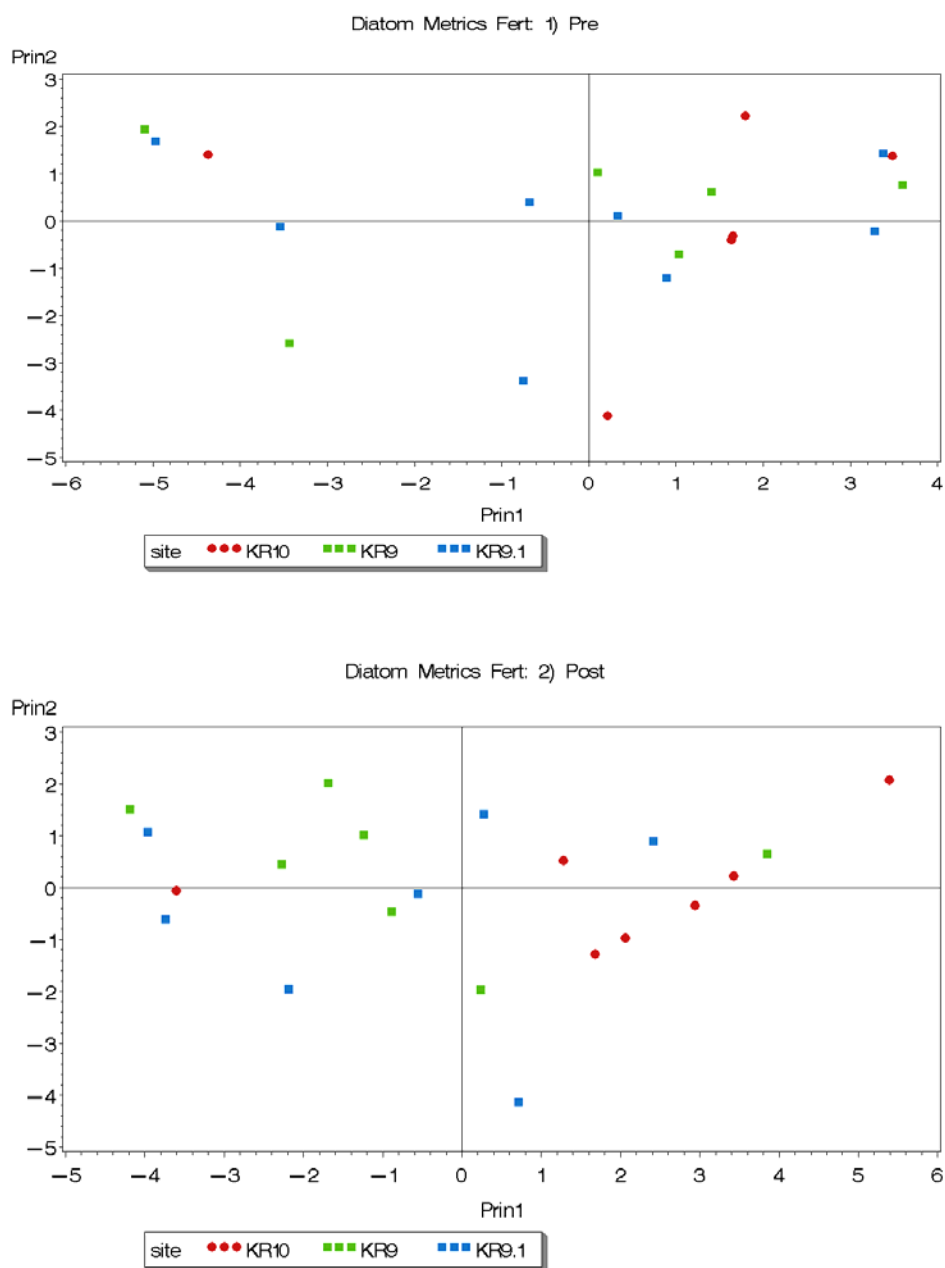 Diatom Metrics Fert: 1) Pre
Prin2
3
2
1
0
−1
−2
−3
−4
−5
−6 −5 −4 −3 −2 −1 0 1 2 3 4
Prin1
site KR10 KR9 KR9.1
Diatom Metrics Fert: 2) Post
Prin2
3
2
1
0
−1
−2
−3
−4
−5
−5 −4 −3 −2 −1 0 1 2 3 4 5 6
Prin1
site KR10 KR9 KR9.1